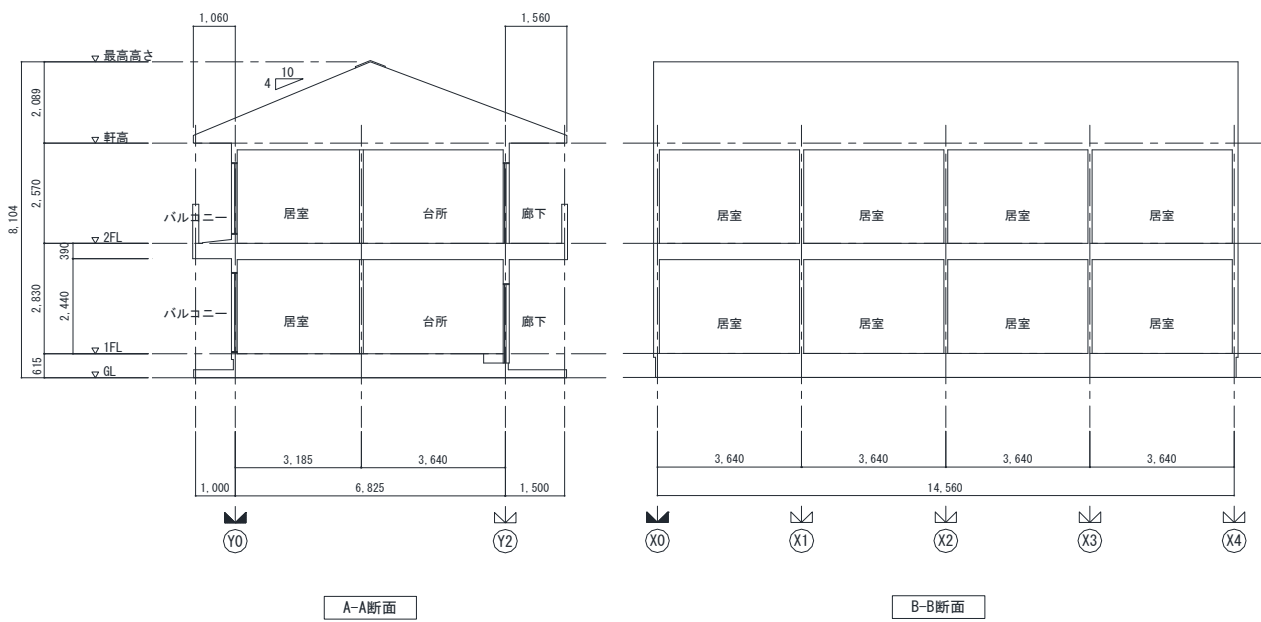 1,060
1,560
最高高さ
10
4
2,089
軒高
8,104
2,570
バルコニー
居室
台所
廊下
居室
居室
居室
居室
2FL
390
2,830
2,440
バルコニー
居室
台所
廊下
居室
居室
居室
居室
1FL
615
GL
3,185
3,640
3,640
3,640
3,640
3,640
1,000
6,825
1,500
14,560
Y0
Y2
X0
X1
X2
X3
X4
A-A断面
B-B断面